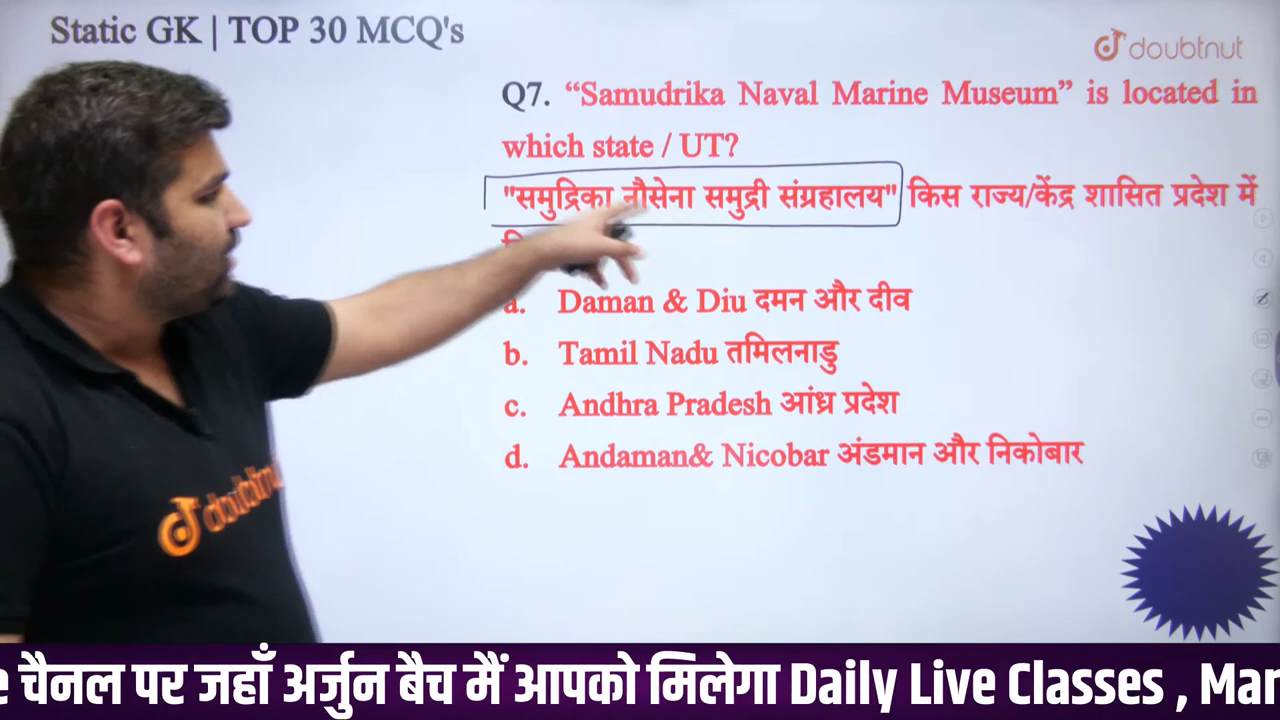 Static GK | TOP 30 MCQ's
doubtnut
Q7. “Samudrika Naval Marine Museum” is located in
which state / UT?
"समुद्रिका नौसेना समुद्री संग्रहालय" किस राज्य/केंद्र शासित प्रदेश में
a. Daman & Diu दमन और दीव
b. Tamil Nadu तमिलनाडु
c. Andhra Pradesh आंध्र प्रदेश
d. Andaman& Nicobar अंडमान और निकोबार
doubtnut
चैनल पर जहाँ अर्जुन बैच मैं आपको मिलेगा Daily Live Classes ,